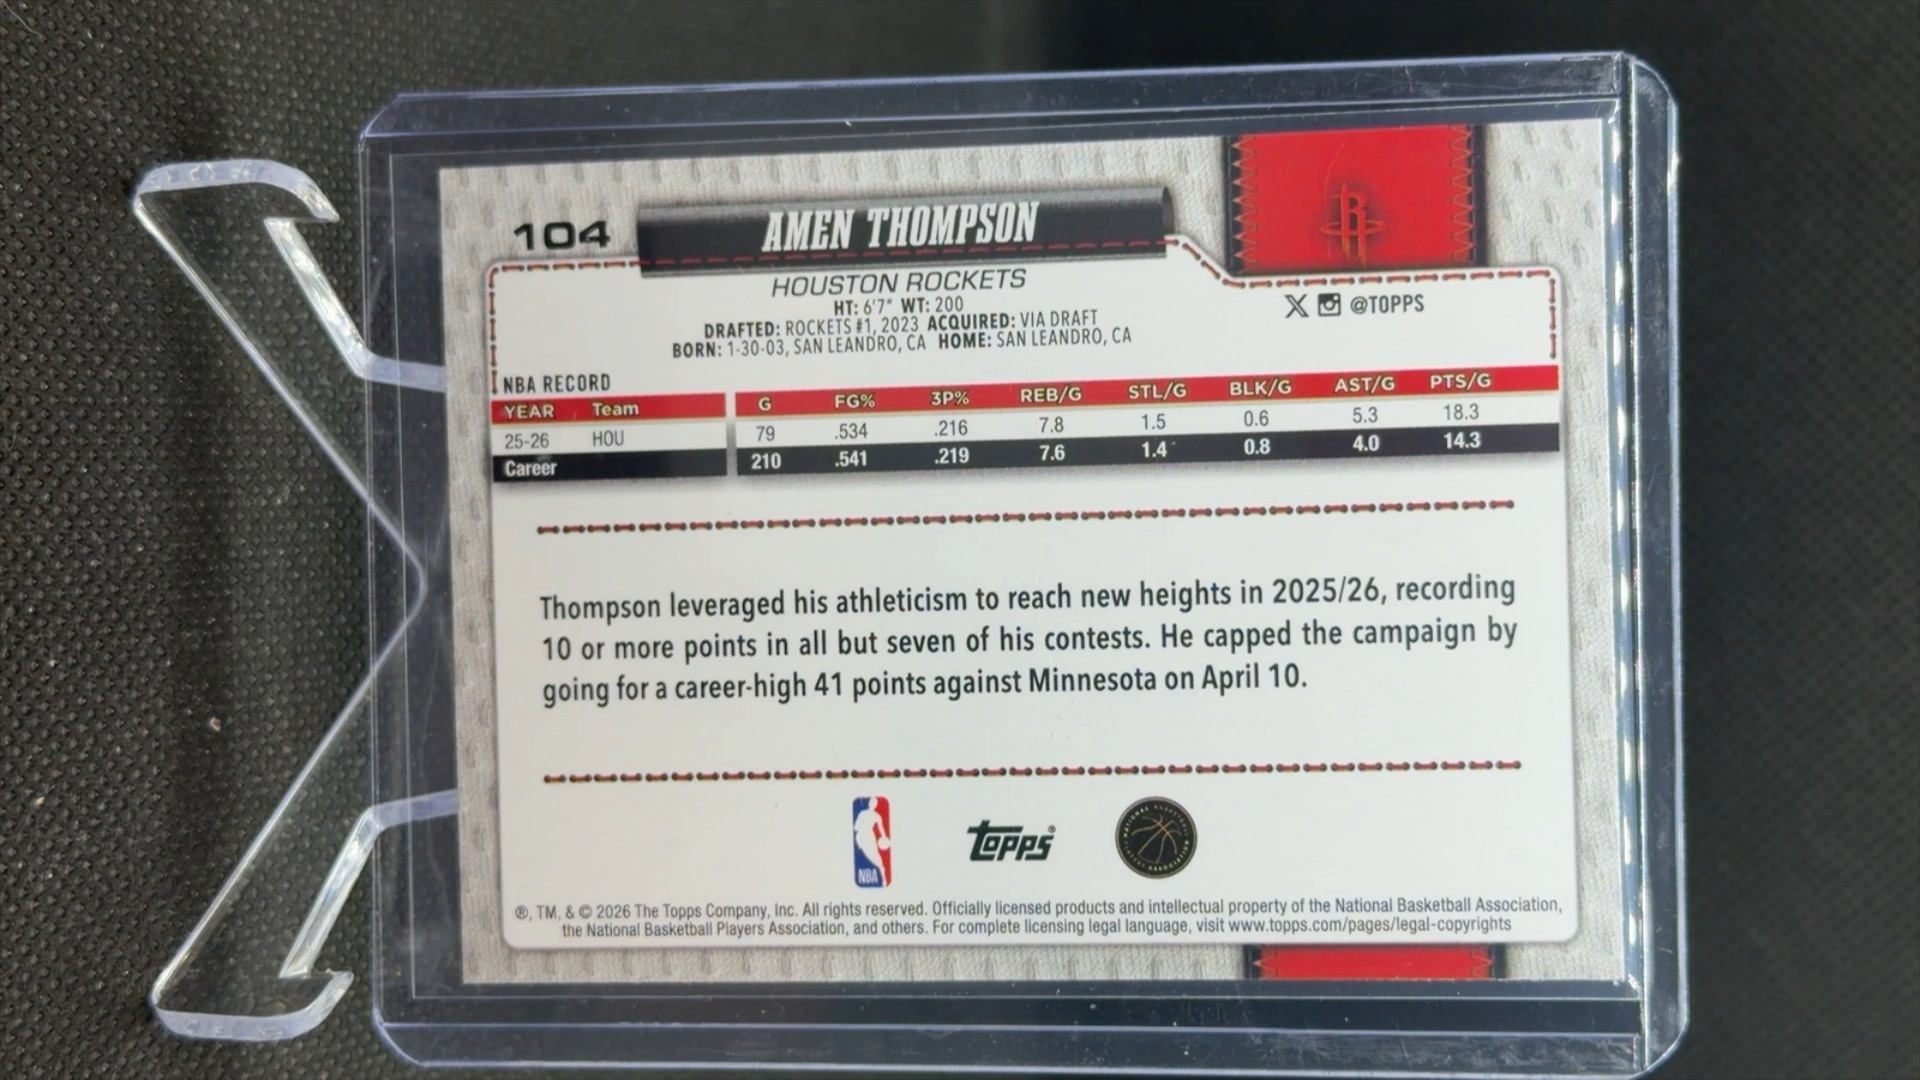 104
AMEN THOMPSON
HOUSTON ROCKETS
HT: 6'7" WT: 200
DRAFTED: ROCKETS #1, 2023 ACQUIRED: VIA DRAFT
BORN: 1-30-03, SAN LEANDRO, CA HOME: SAN LEANDRO, CA
R
X @TOPPS
NBA RECORD
YEAR Team G FG% 3P% REB/G STL/G BLK/G AST/G PTS/G
25-26 HOU 79 .534 .216 7.8 1.5 0.6 5.3 18.3
Career 210 .541 .219 7.6 1.4 0.8 4.0 14.3
Thompson leveraged his athleticism to reach new heights in 2025/26, recording
10 or more points in all but seven of his contests. He capped the campaign by
going for a career-high 41 points against Minnesota on April 10.
NBA
topps®
NATIONAL BASKETBALL PLAYERS ASSOCIATION
®, TM, & © 2026 The Topps Company, Inc. All rights reserved. Officially licensed products and intellectual property of the National Basketball Association,
the National Basketball Players Association, and others. For complete licensing legal language, visit www.topps.com/pages/legal-copyrights